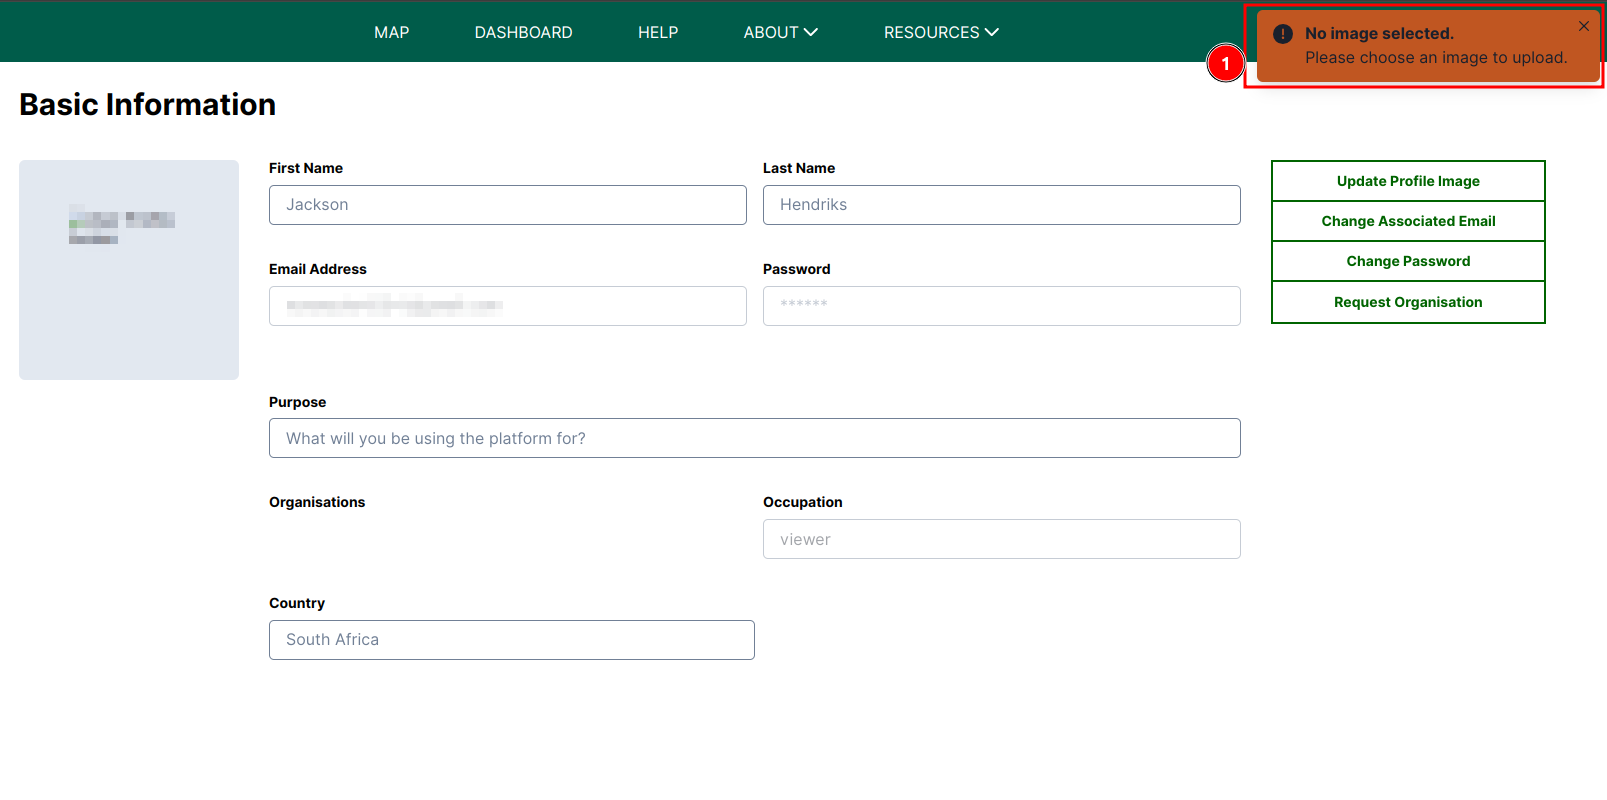 MAP DASHBOARD HELP ABOUT RESOURCES
No image selected.
Please choose an image to upload.
1
Basic Information
First Name
Jackson
Last Name
Hendriks
Email Address
Password
******
Purpose
What will you be using the platform for?
Organisations
Occupation
viewer
Country
South Africa
Update Profile Image
Change Associated Email
Change Password
Request Organisation